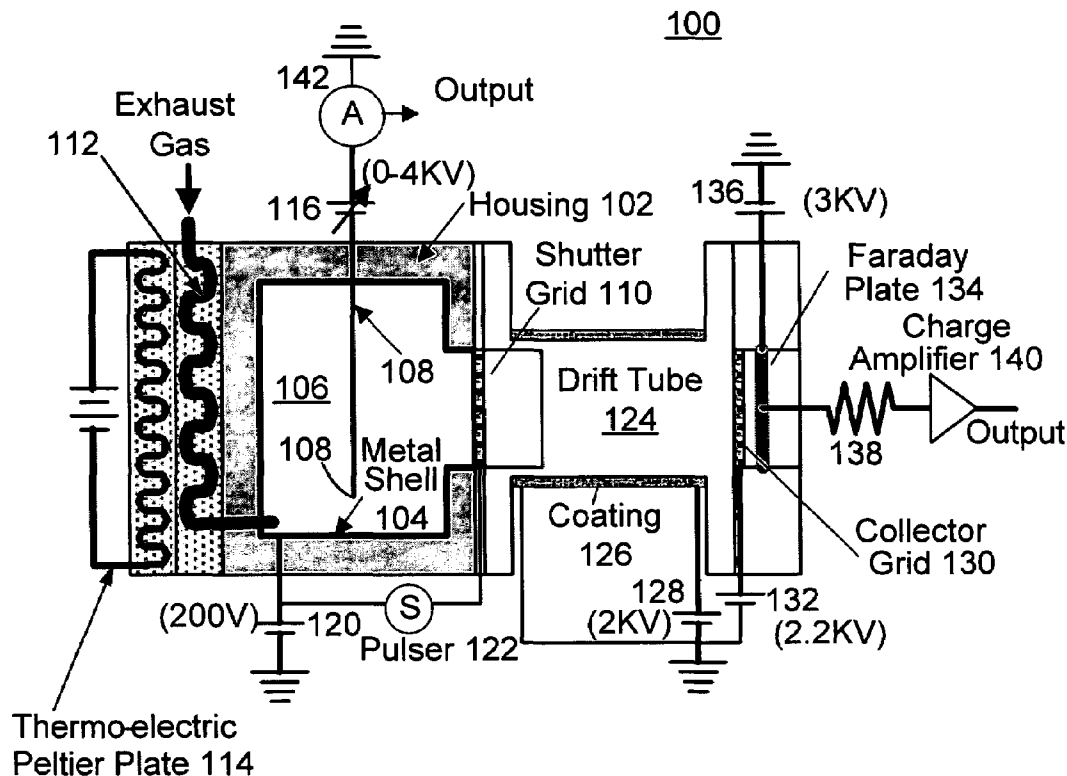 100
142
A
Output
Exhaust
Gas
112
(0-4KV)
116
Housing 102
136
(3KV)
Shutter
Grid 110
Faraday
Plate 134
Charge
Amplifier 140
108
106
Drift Tube
124
108
Metal
Shell
104
138
Output
Coating
126
Collector
Grid 130
(200V)
120
S
Pulser 122
128
(2KV)
132
(2.2KV)
Thermo-electric
Peltier Plate 114